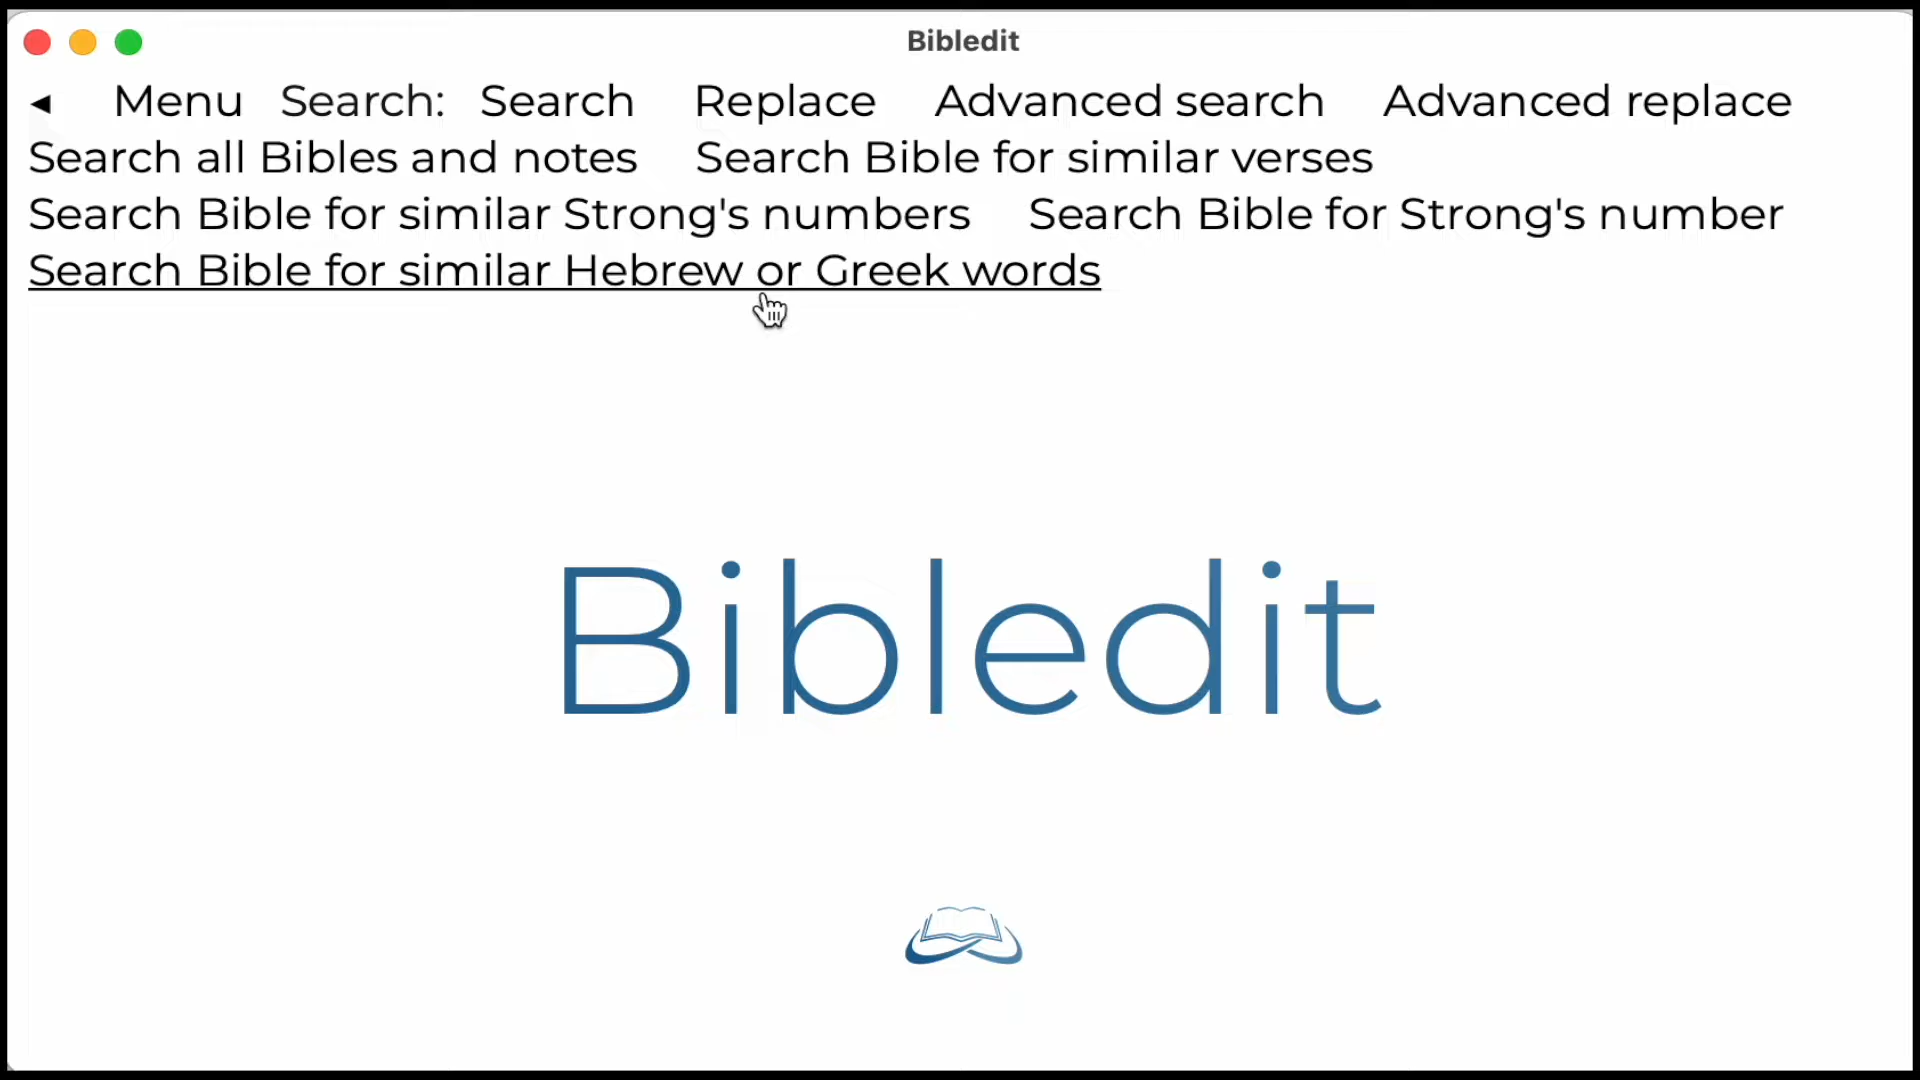 Bibledit
◄ Menu Search: Search Replace Advanced search Advanced replace
Search all Bibles and notes Search Bible for similar verses
Search Bible for similar Strong's numbers Search Bible for Strong's number
Search Bible for similar Hebrew or Greek words
Bibledit